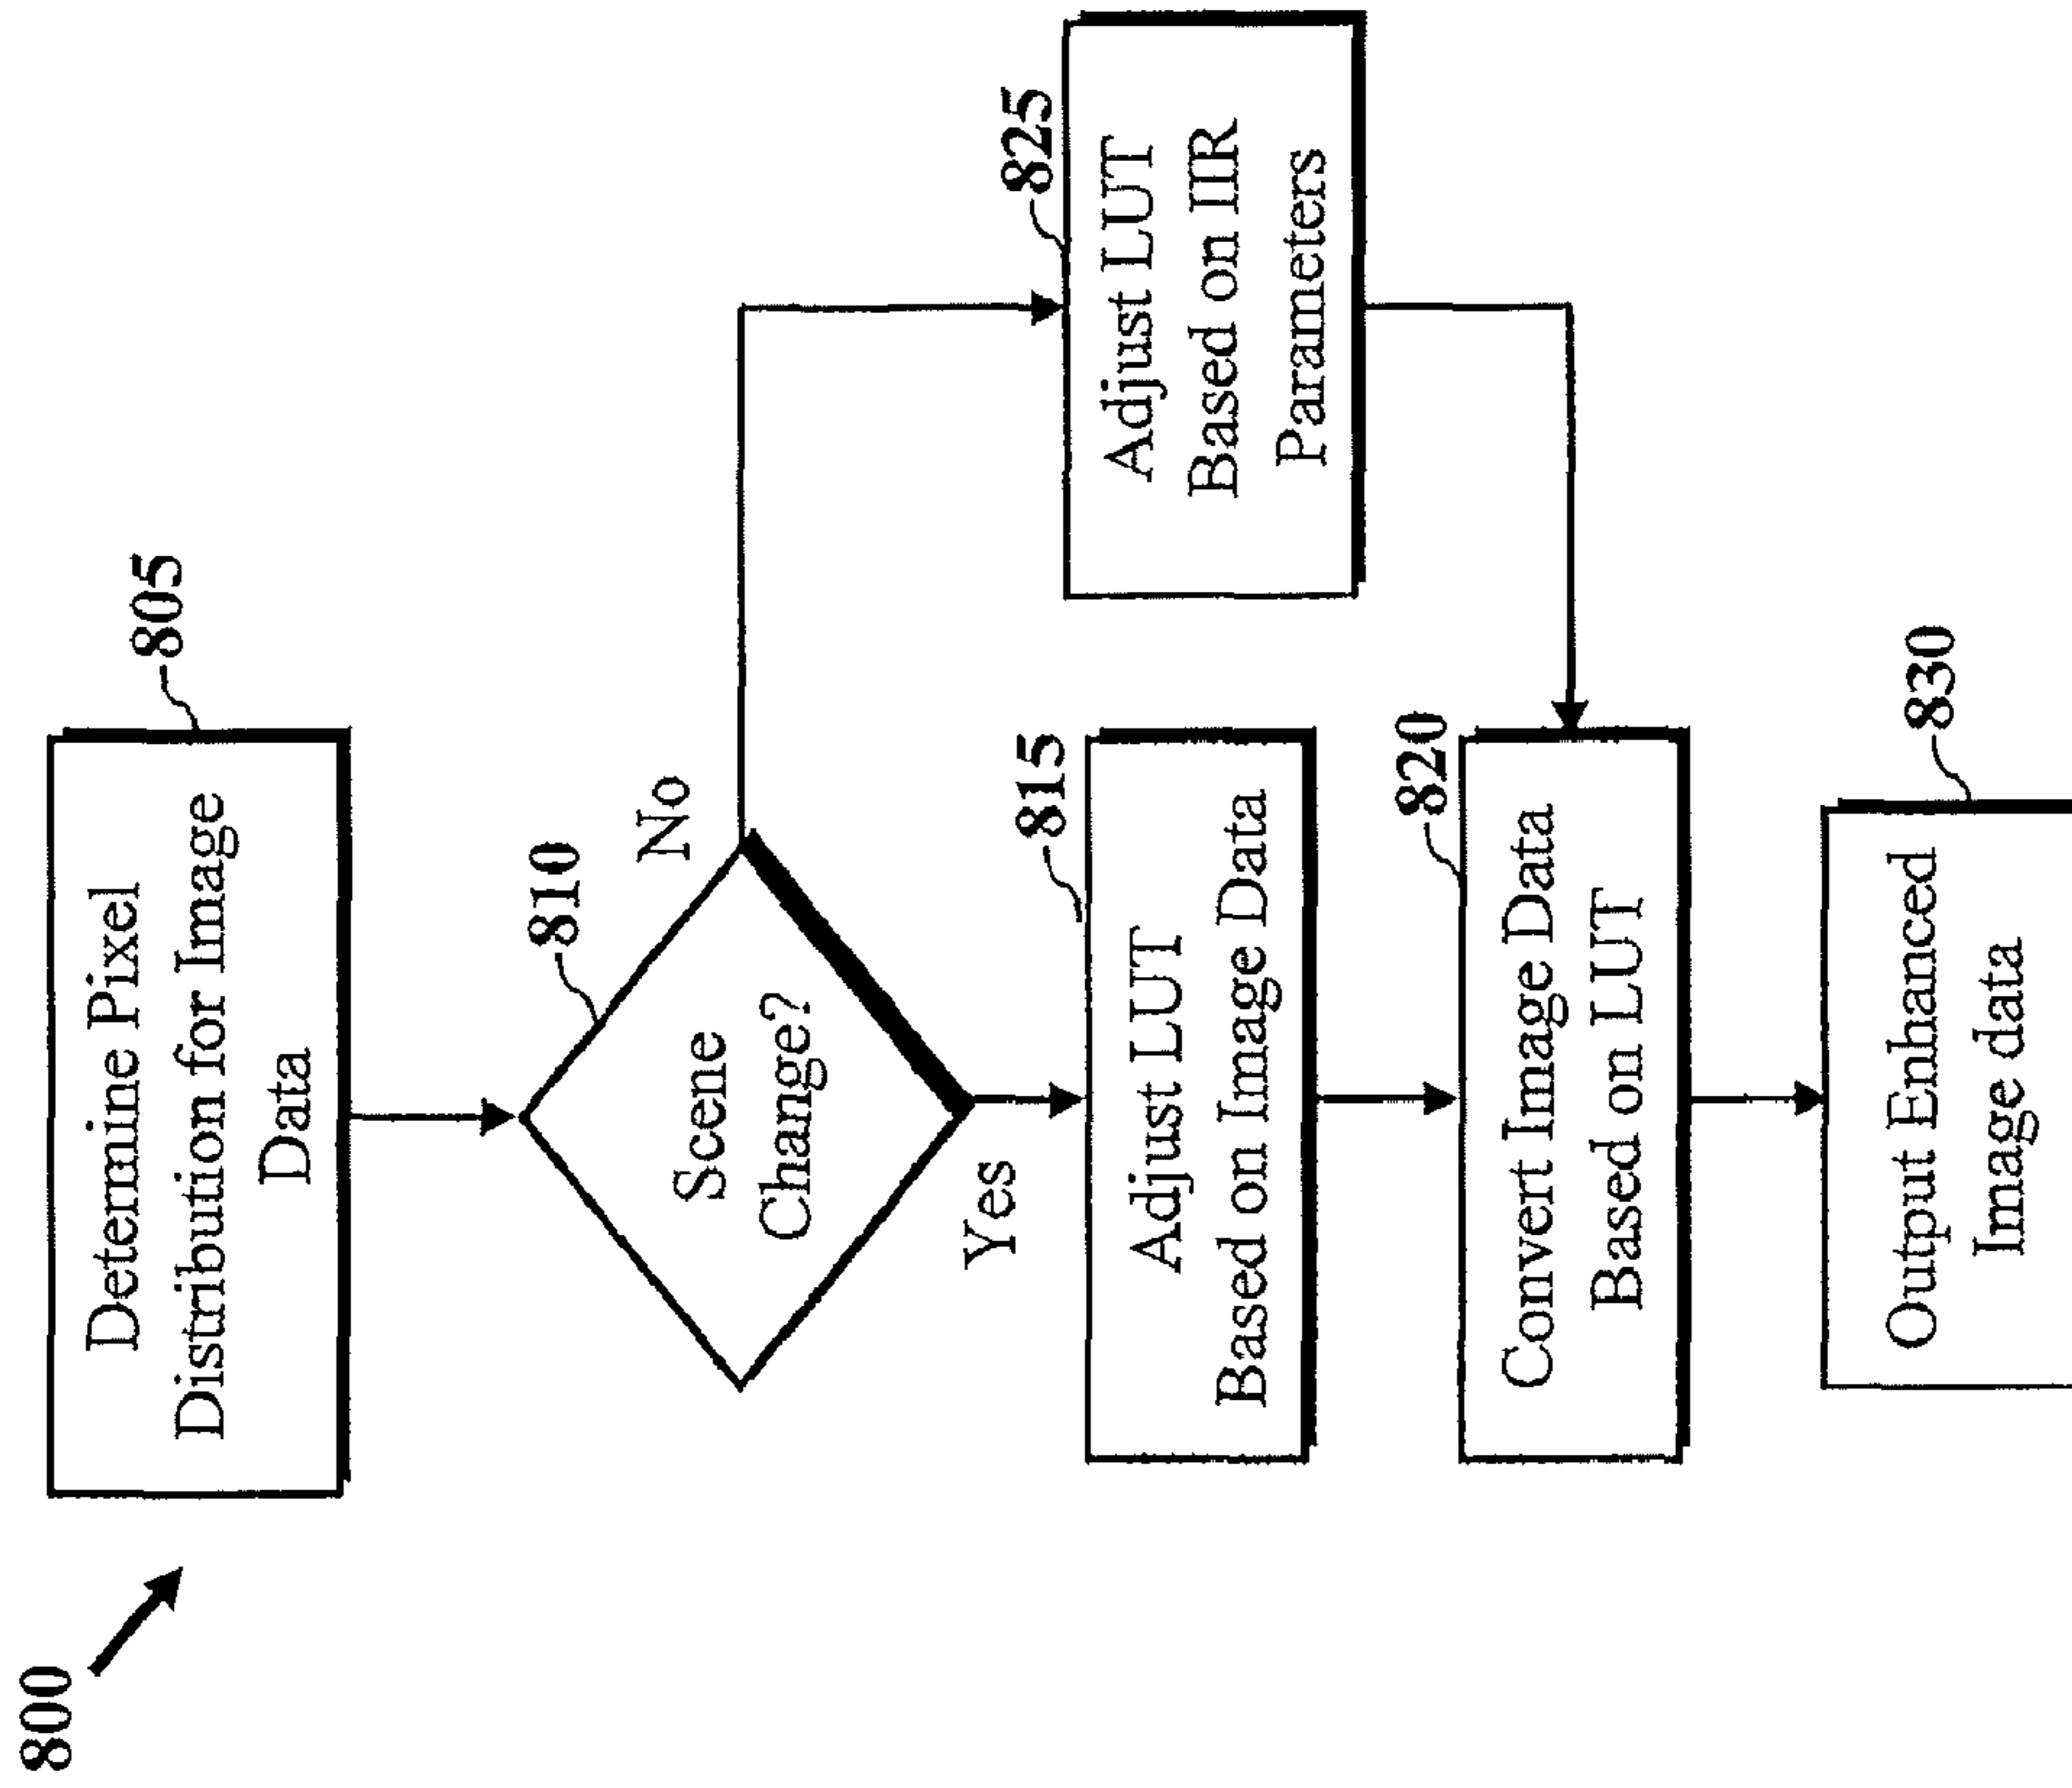 800
805
Determine Pixel
Distribution for Image
Data
810
Scene
Change?
No
Yes
815
Adjust LUT
Based on Image Data
825
Adjust LUT
Based on IIR
Parameters
820
Convert Image Data
Based on LUT
830
Output Enhanced
Image data